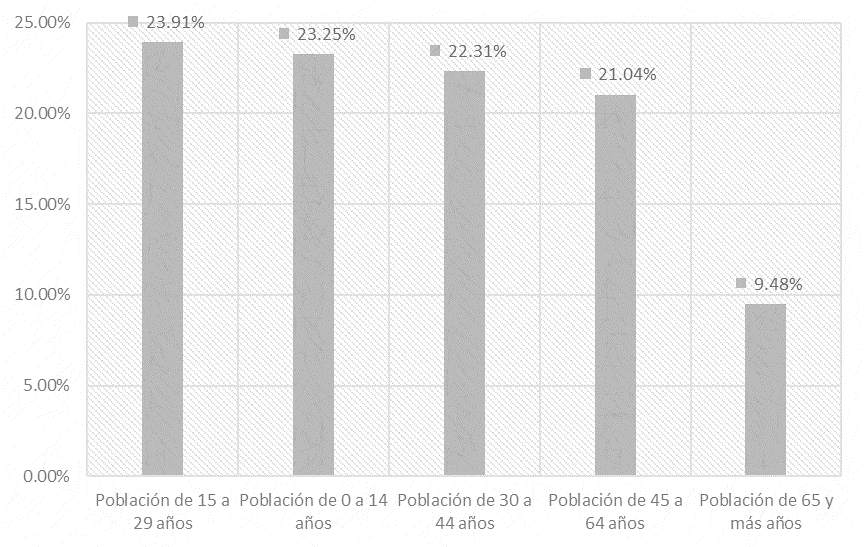 25.00%
20.00%
15.00%
10.00%
5.00%
0.00%
23.91%
23.25%
22.31%
21.04%
9.48%
Población de 15 a
29 años
Población de 0 a 14
años
Población de 30 a
44 años
Población de 45 a
64 años
Población de 65 y
más años